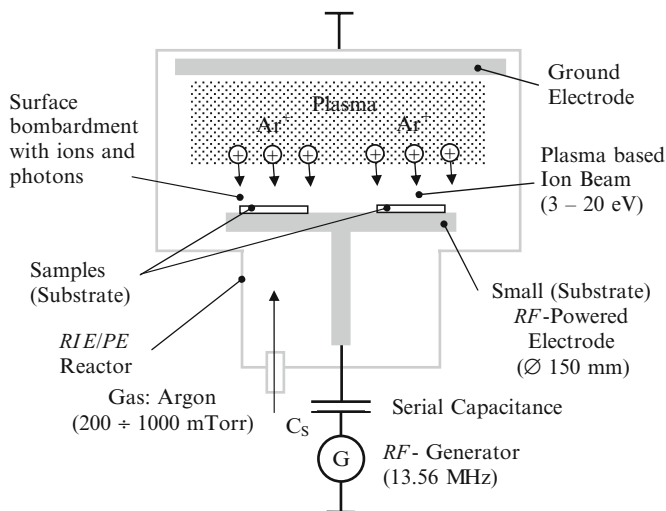 Ground
Electrode
Plasma
Ar+ Ar+
+ + + + + +
Surface
bombardment
with ions and
photons
Plasma based
Ion Beam
(3 – 20 eV)
Samples
(Substrate)
Small (Substrate)
RF-Powered
Electrode
(∅ 150 mm)
RIE/PE
Reactor
Gas: Argon
(200 ÷ 1000 mTorr)
Serial Capacitance
CS
G
RF- Generator
(13.56 MHz)